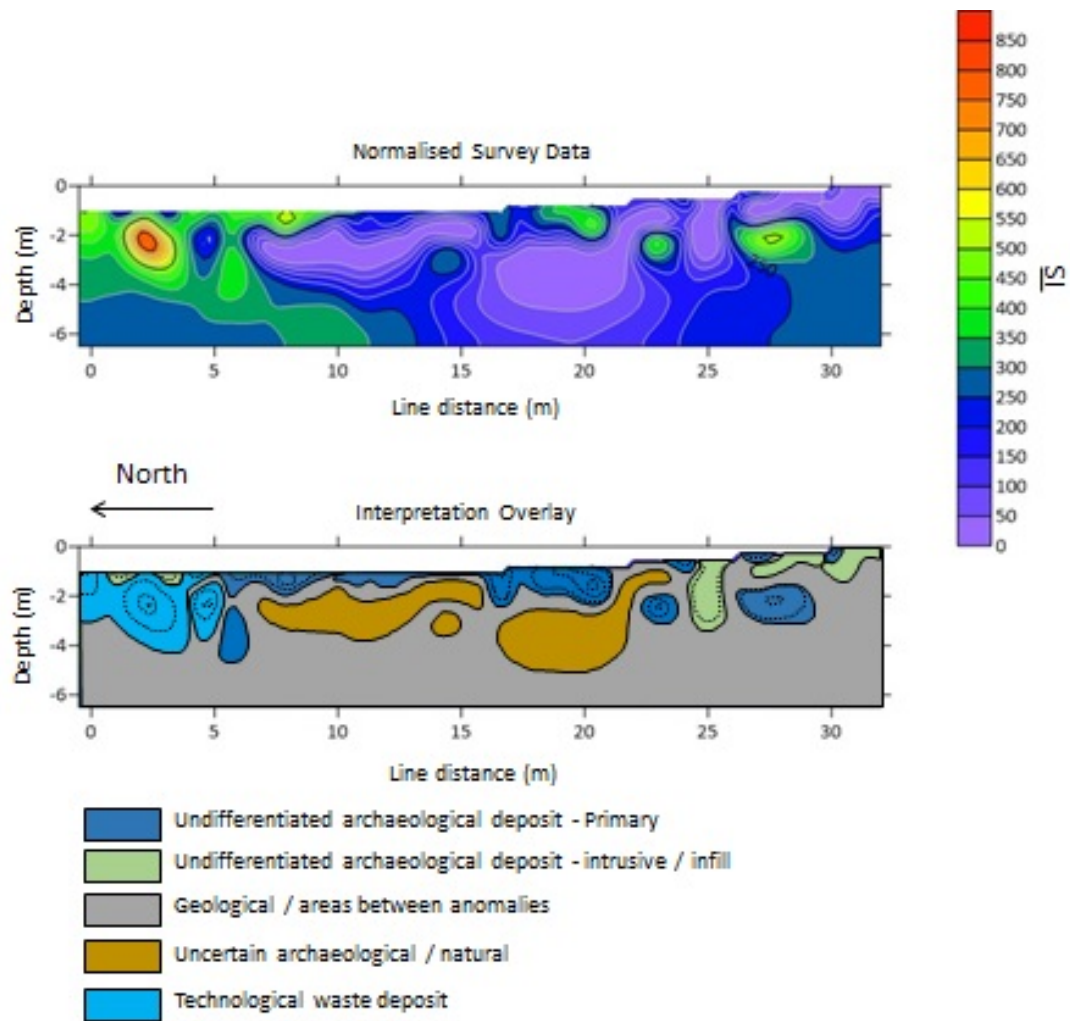 Normalised Survey Data
850
800
750
700
650
600
550
500
450
400
350
300
250
200
150
100
50
0
SI
0
-2
-4
-6
Depth (m)
0 5 10 15 20 25 30
Line distance (m)
North
Interpretation Overlay
0
-2
-4
-6
Depth (m)
0 5 10 15 20 25 30
Line distance (m)
Undifferentiated archaeological deposit - Primary
Undifferentiated archaeological deposit - intrusive / infill
Geological / areas between anomalies
Uncertain archaeological / natural
Technological waste deposit